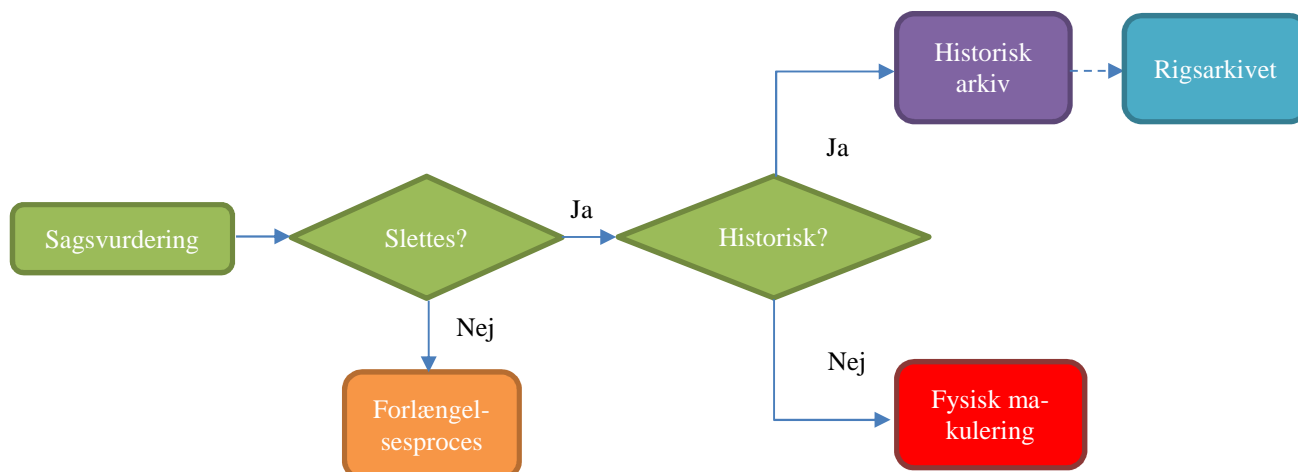 Historisk
arkiv
Rigsarkivet
Ja
Sagsvurdering
Slettes?
Ja
Historisk?
Nej
Forlængel-
sesproces
Nej
Fysisk ma-
kulering